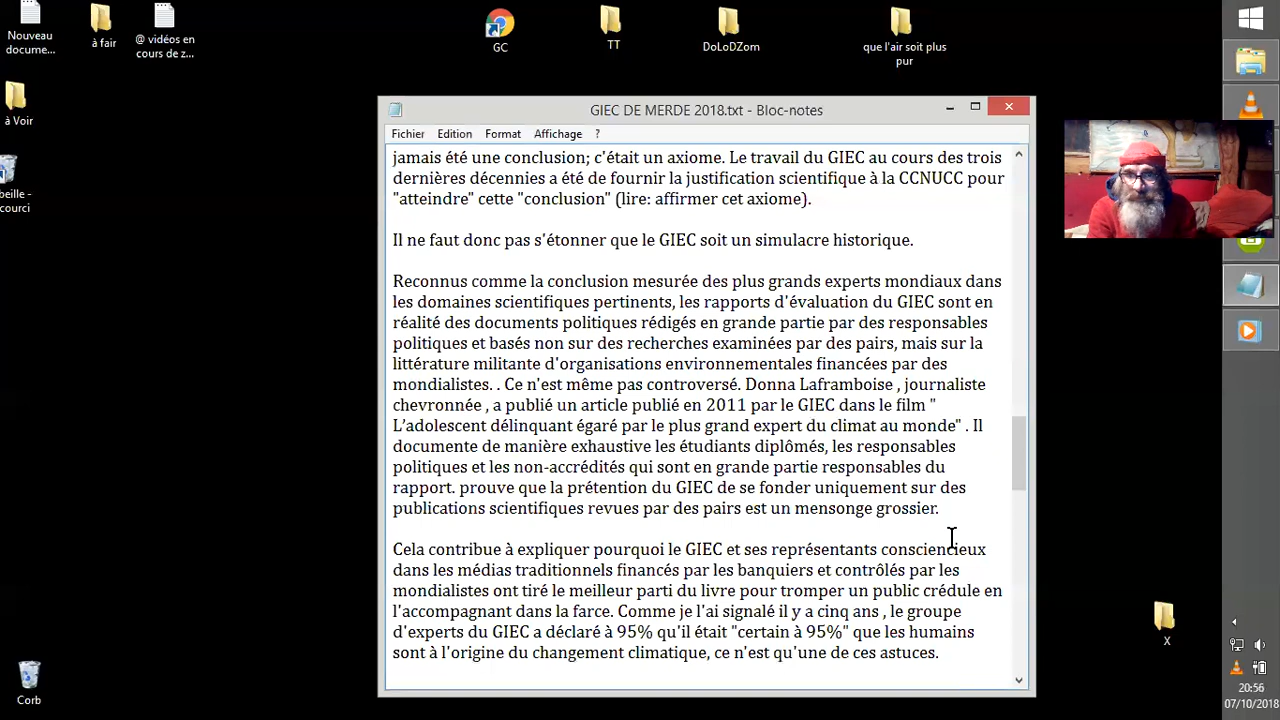 Nouveau
docume...
à fair
@ vidéos en
cours de z...
GC
TT
DoLoDZom
que l'air soit plus
pur
à Voir
beille -
courci
GIEC DE MERDE 2018.txt - Bloc-notes
Fichier Edition Format Affichage ?
jamais été une conclusion; c'était un axiome. Le travail du GIEC au cours des trois
dernières décennies a été de fournir la justification scientifique à la CCNUCC pour
"atteindre" cette "conclusion" (lire: affirmer cet axiome).
Il ne faut donc pas s'étonner que le GIEC soit un simulacre historique.
Reconnus comme la conclusion mesurée des plus grands experts mondiaux dans
les domaines scientifiques pertinents, les rapports d'évaluation du GIEC sont en
réalité des documents politiques rédigés en grande partie par des responsables
politiques et basés non sur des recherches examinées par des pairs, mais sur la
littérature militante d'organisations environnementales financées par des
mondialistes. . Ce n'est même pas controversé. Donna Laframboise , journaliste
chevronnée , a publié un article publié en 2011 par le GIEC dans le film "
L'adolescent délinquant égaré par le plus grand expert du climat au monde" . Il
documente de manière exhaustive les étudiants diplômés, les responsables
politiques et les non-accrédités qui sont en grande partie responsables du
rapport. prouve que la prétention du GIEC de se fonder uniquement sur des
publications scientifiques revues par des pairs est un mensonge grossier.
Cela contribue à expliquer pourquoi le GIEC et ses représentants consciencieux
dans les médias traditionnels financés par les banquiers et contrôlés par les
mondialistes ont tiré le meilleur parti du livre pour tromper un public crédule en
l'accompagnant dans la farce. Comme je l'ai signalé il y a cinq ans , le groupe
d'experts du GIEC a déclaré à 95% qu'il était "certain à 95%" que les humains
sont à l'origine du changement climatique, ce n'est qu'une de ces astuces.
X
Corb
20:56
07/10/2018